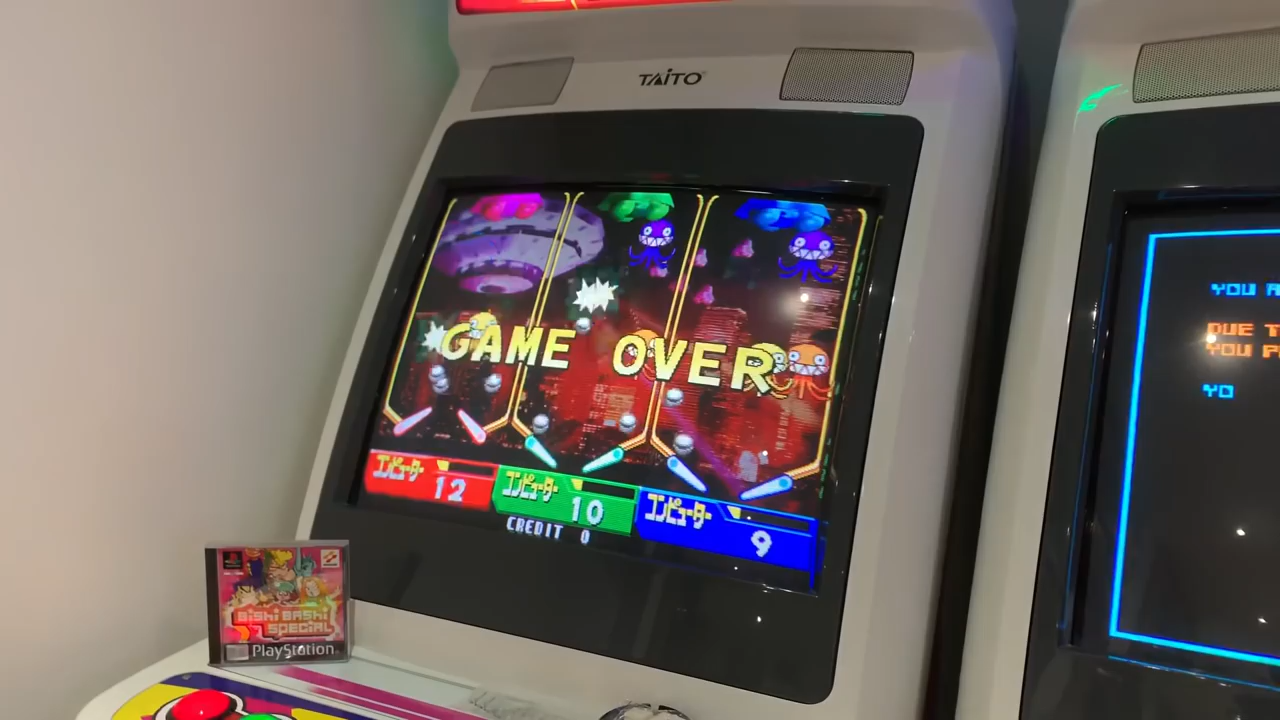 TAITO
GAME OVER
コンピューター
12
コンピューター
10
コンピューター
9
CREDIT 0
BiSHi BASHi
SPECIAL
PlayStation
YOU
DUE
YOU
YO